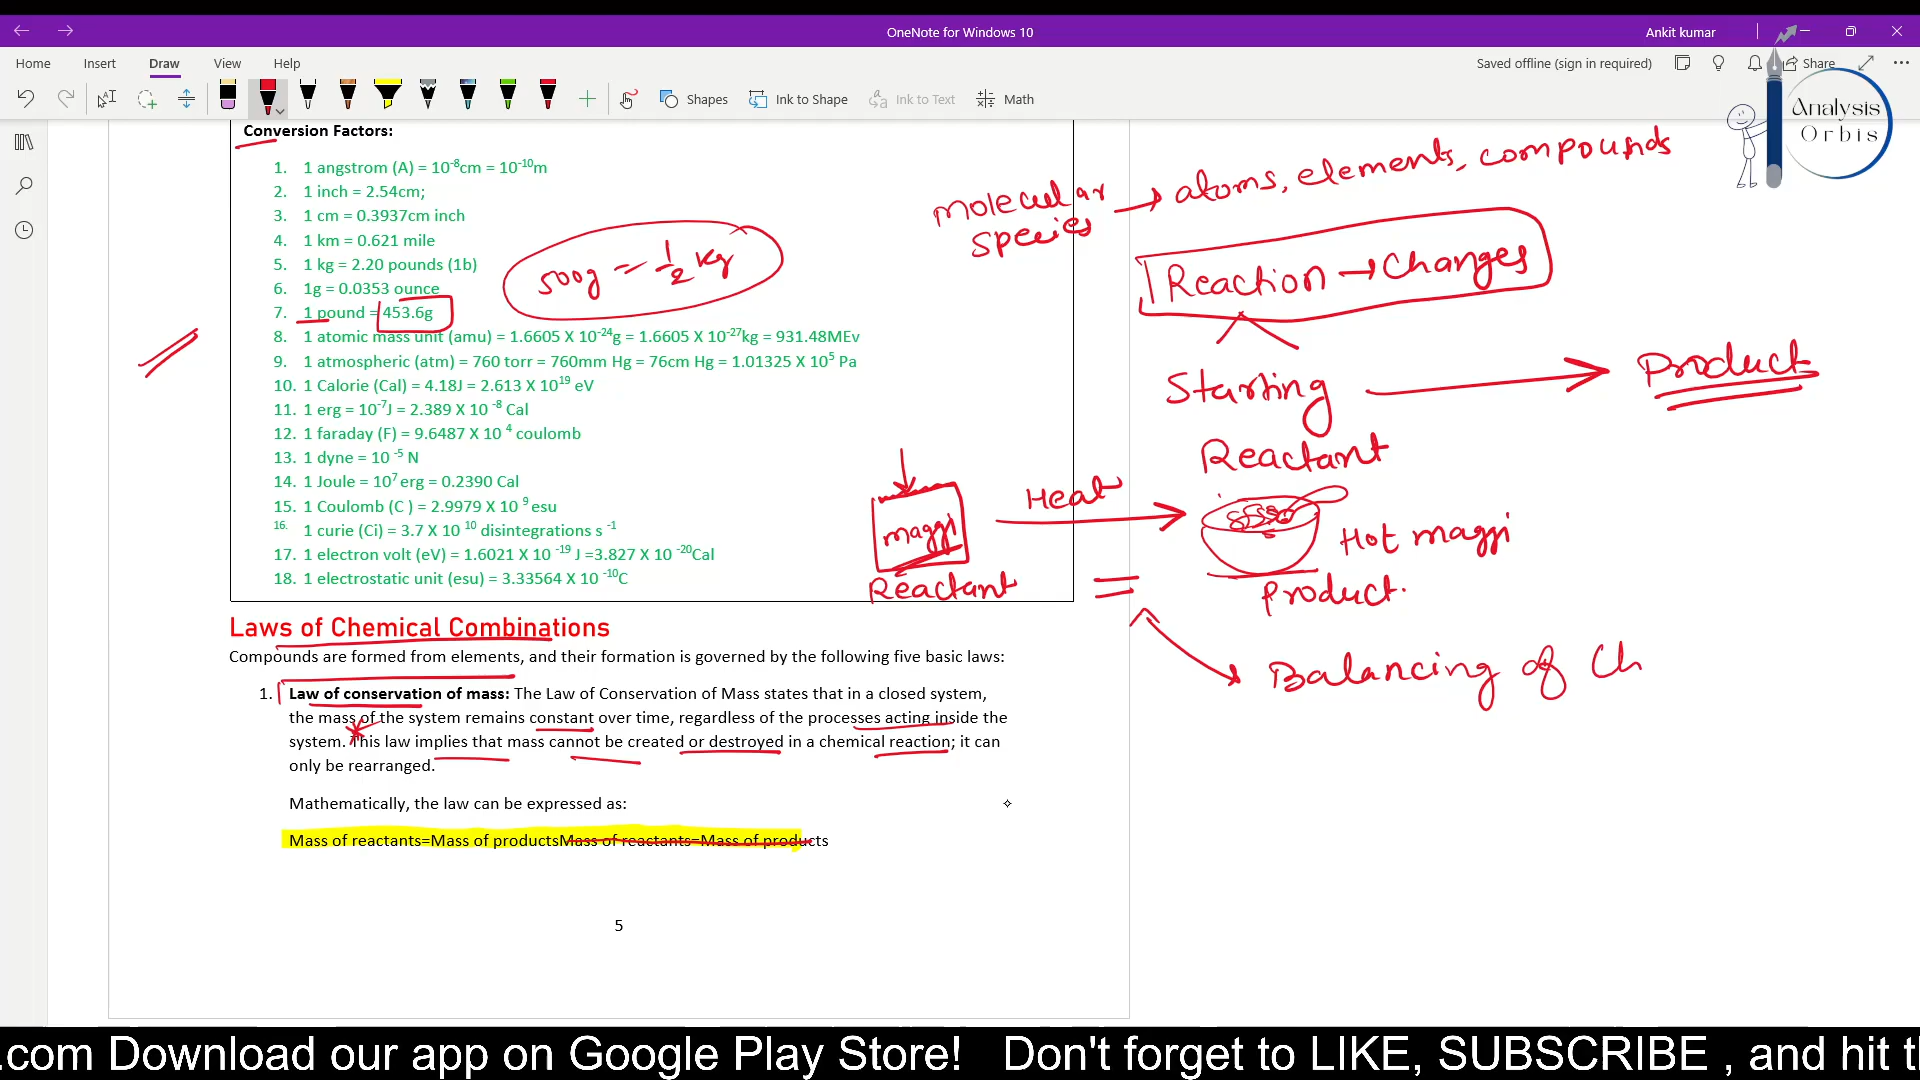 OneNote for Windows 10
Ankit kumar
Home Insert Draw View Help
Saved offline (sign in required)
Share
Shapes Ink to Shape Ink to Text Math
Analysis
Orbis
Conversion Factors:
1. 1 angstrom (A) = 10⁻⁸cm = 10⁻¹⁰m
2. 1 inch = 2.54cm;
3. 1 cm = 0.3937cm inch
4. 1 km = 0.621 mile
5. 1 kg = 2.20 pounds (1b)
6. 1g = 0.0353 ounce
7. 1 pound = 453.6g
8. 1 atomic mass unit (amu) = 1.6605 X 10⁻²⁴g = 1.6605 X 10⁻²⁷kg = 931.48MEv
9. 1 atmospheric (atm) = 760 torr = 760mm Hg = 76cm Hg = 1.01325 X 10⁵ Pa
10. 1 Calorie (Cal) = 4.18J = 2.613 X 10¹⁹ eV
11. 1 erg = 10⁻⁷J = 2.389 X 10 ⁻⁸ Cal
12. 1 faraday (F) = 9.6487 X 10 ⁴ coulomb
13. 1 dyne = 10 ⁻⁵ N
14. 1 Joule = 10⁷ erg = 0.2390 Cal
15. 1 Coulomb (C ) = 2.9979 X 10 ⁹ esu
16. 1 curie (Ci) = 3.7 X 10 ¹⁰ disintegrations s ⁻¹
17. 1 electron volt (eV) = 1.6021 X 10 ⁻¹⁹ J =3.827 X 10 ⁻²⁰Cal
18. 1 electrostatic unit (esu) = 3.33564 X 10 ⁻¹⁰C
500g = 1/2 kg
molecular species → atoms, elements, compounds
Reaction → Changes
Starting → Product
Reactant
maggi Heat → Hot maggi
Reactant = Product.
Balancing of Ch
Laws of Chemical Combinations
Compounds are formed from elements, and their formation is governed by the following five basic laws:
1. Law of conservation of mass: The Law of Conservation of Mass states that in a closed system,
the mass of the system remains constant over time, regardless of the processes acting inside the
system. This law implies that mass cannot be created or destroyed in a chemical reaction; it can
only be rearranged.
Mathematically, the law can be expressed as:
Mass of reactants=Mass of productsMass of reactants=Mass of products
5
.com Download our app on Google Play Store! Don't forget to LIKE, SUBSCRIBE , and hit t